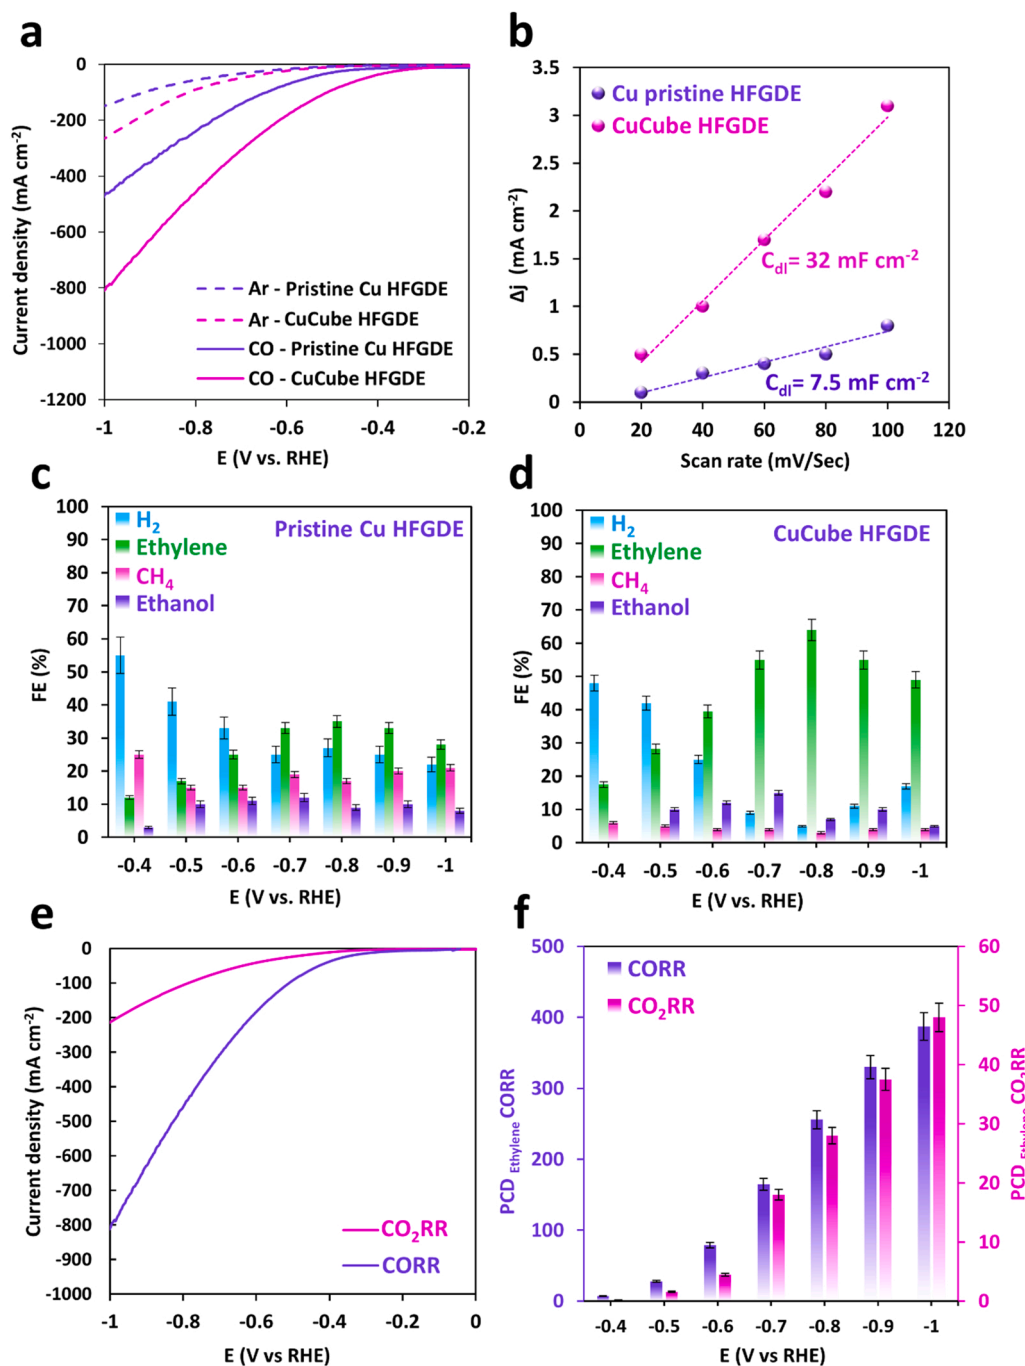 a
Current density (mA cm-2)
0
-200
-400
-600
-800
-1000
-1200
-1
-0.8
-0.6
-0.4
-0.2
E (V vs. RHE)
Ar - Pristine Cu HFGDE
Ar - CuCube HFGDE
CO - Pristine Cu HFGDE
CO - CuCube HFGDE
b
Δj (mA cm-2)
3.5
3
2.5
2
1.5
1
0.5
0
0
20
40
60
80
100
120
Scan rate (mV/Sec)
Cu pristine HFGDE
CuCube HFGDE
Cdl= 32 mF cm-2
Cdl= 7.5 mF cm-2
c
FE (%)
100
90
80
70
60
50
40
30
20
10
0
H2
Ethylene
CH4
Ethanol
Pristine Cu HFGDE
-0.4
-0.5
-0.6
-0.7
-0.8
-0.9
-1
E (V vs. RHE)
d
FE (%)
100
90
80
70
60
50
40
30
20
10
0
H2
Ethylene
CH4
Ethanol
CuCube HFGDE
-0.4
-0.5
-0.6
-0.7
-0.8
-0.9
-1
E (V vs. RHE)
e
Current density (mA cm-2)
0
-100
-200
-300
-400
-500
-600
-700
-800
-900
-1000
CO2RR
CORR
-1
-0.8
-0.6
-0.4
-0.2
0
E (V vs RHE)
f
PCD Ethylene CORR
500
400
300
200
100
0
CORR
CO2RR
60
50
40
30
20
10
0
PCD Ethylene CO2RR
-0.4
-0.5
-0.6
-0.7
-0.8
-0.9
-1
E (V vs RHE)